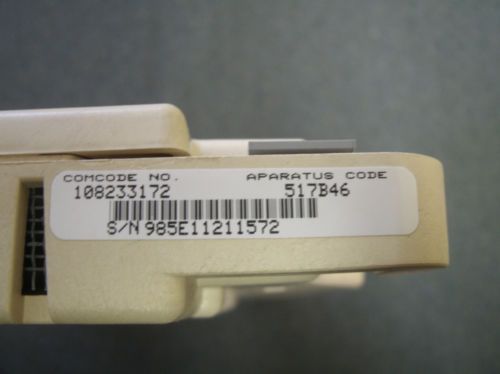 COMCODE NO. APARATUS CODE
108233172 517B46
S/N 985E11211572